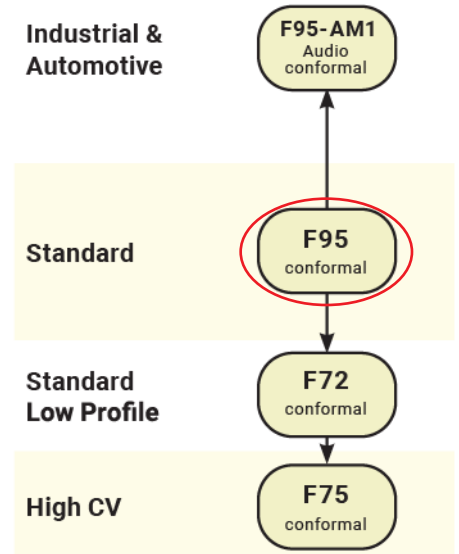 Industrial &
Automotive
F95-AM1
Audio
conformal
Standard
F95
conformal
Standard
Low Profile
F72
conformal
High CV
F75
conformal